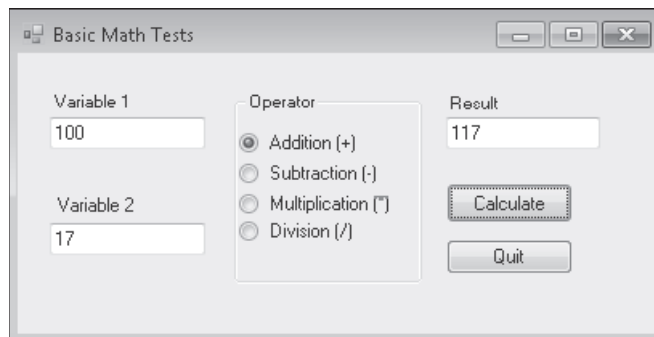 Basic Math Tests
Variable 1
100
Variable 2
17
Operator
Addition (+)
Subtraction (-)
Multiplication (*)
Division (/)
Result
117
Calculate
Quit